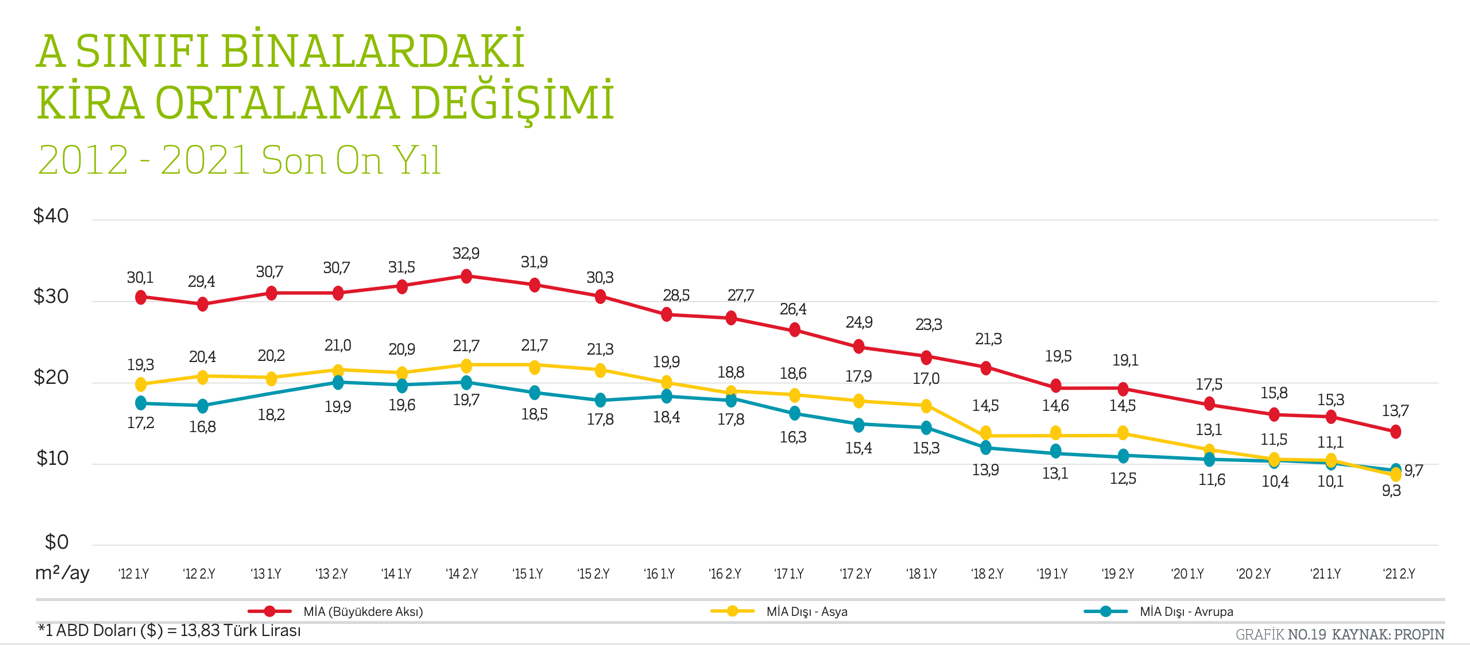 A SINIFI BİNALARDAKİ
KİRA ORTALAMA DEĞİŞİMİ
2012 - 2021 Son On Yıl
$40
30,1 29,4 30,7 30,7 31,5 32,9 31,9 30,3 28,5 27,7 26,4 24,9 23,3 21,3 19,5 19,1 17,5 15,8 15,3 13,7
$30
19,3 20,4 20,2 21,0 20,9 21,7 21,7 21,3 19,9 18,8 18,6 17,9 17,0 14,5 14,6 14,5 13,1 11,5 11,1 9,3
$20
17,2 16,8 18,2 19,9 19,6 19,7 18,5 17,8 18,4 17,8 16,3 15,4 15,3 13,9 13,1 12,5 11,6 10,4 10,1 9,7
$10
$0
m²/ay '12 1.Y '12 2.Y '13 1.Y '13 2.Y '14 1.Y '14 2.Y '15 1.Y '15 2.Y '16 1.Y '16 2.Y '17 1.Y '17 2.Y '18 1.Y '18 2.Y '19 1.Y '19 2.Y '20 1.Y '20 2.Y '21 1.Y '21 2.Y
MİA (Büyükdere Aksı) MİA Dışı - Asya MİA Dışı - Avrupa
*1 ABD Doları ($) = 13,83 Türk Lirası
GRAFİK NO.19 KAYNAK: PROPIN